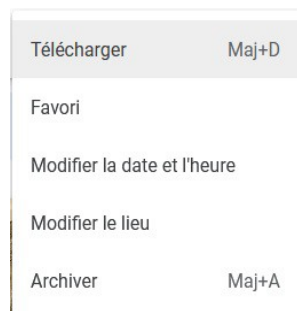 Télécharger Maj+D
Favori
Modifier la date et l'heure
Modifier le lieu
Archiver Maj+A